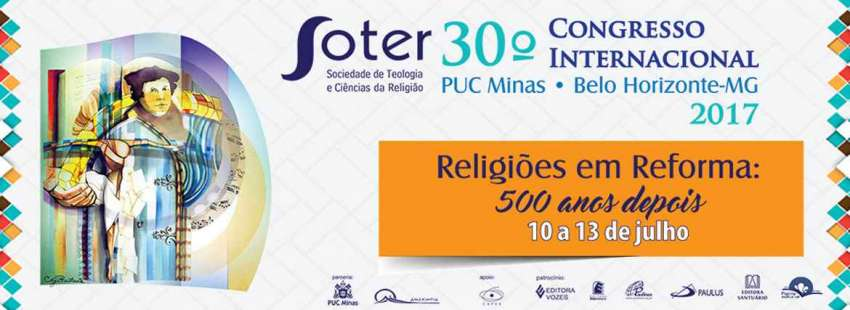 Soter
Sociedade de Teologia
e Ciências da Religião
30º
CONGRESSO
INTERNACIONAL
PUC Minas • Belo Horizonte-MG
2017
Religiões em Reforma:
500 anos depois
10 a 13 de julho
parceria:
PUC Minas
apoio:
CAPES
patrocínio:
EDITORA
VOZES
Paulinas
PAULUS
EDITORA
SANTUÁRIO